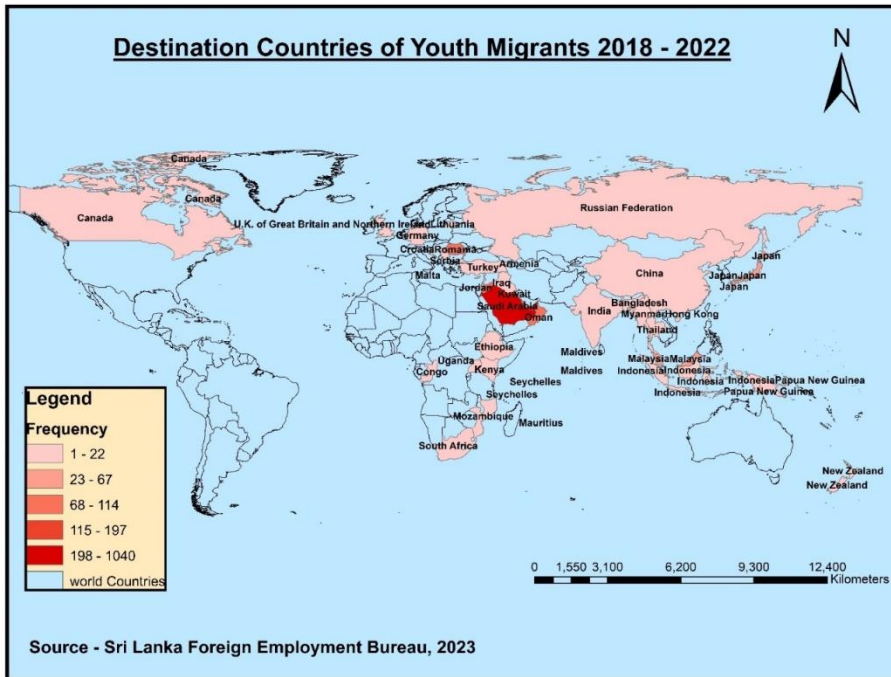 Destination Countries of Youth Migrants 2018 - 2022
N
Canada
Canada
Canada
Russian Federation
U.K. of Great Britain and Northern Ireland
Lithuania
Germany
Croatia
Romania
Serbia
Armenia
Turkey
Malta
Iraq
Jordan
Kuwait
Saudi Arabia
Oman
China
Japan
Japan
Japan
Japan
Bangladesh
India
Myanmar
Hong Kong
Thailand
Ethiopia
Maldives
Maldives
Malaysia
Malaysia
Uganda
Kenya
Congo
Indonesia
Indonesia
Indonesia
Indonesia
Indonesia
Papua New Guinea
Papua New Guinea
Seychelles
Seychelles
Mozambique
Mauritius
South Africa
New Zealand
New Zealand
Legend
Frequency
1 - 22
23 - 67
68 - 114
115 - 197
198 - 1040
world Countries
0 1,550 3,100 6,200 9,300 12,400
Kilometers
Source - Sri Lanka Foreign Employment Bureau, 2023